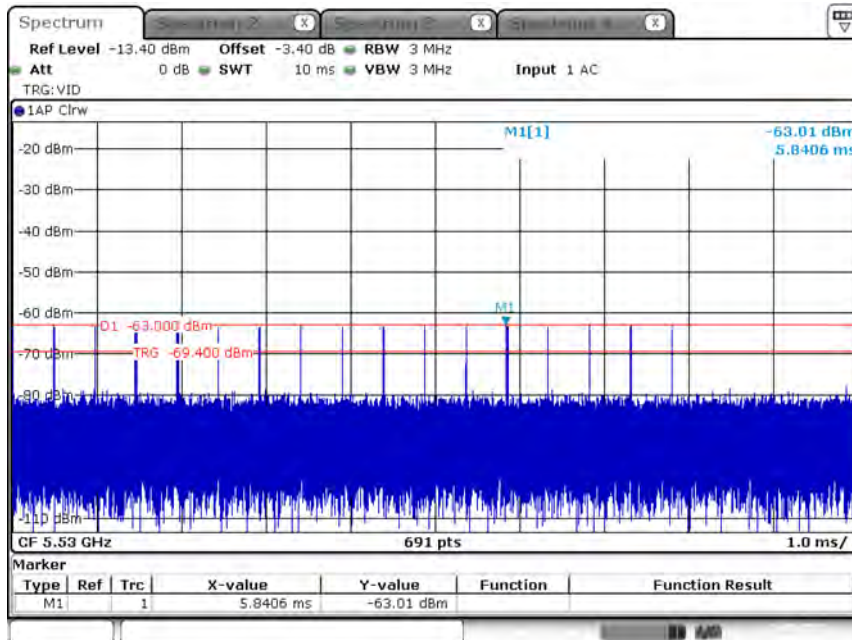 Spectrum Spectrum 2 X X X
Ref Level -13.40 dBm Offset -3.40 dB RBW 3 MHz
Att 0 dB SWT 10 ms VBW 3 MHz Input 1 AC
TRG:VID
1AP Clrw
M1[1] -63.01 dBm
5.8406 ms
-20 dBm
-30 dBm
-40 dBm
-50 dBm
-60 dBm
M1
D1 -63.000 dBm
-70 dBm
TRG -69.400 dBm
-80 dBm
-110 dBm
CF 5.53 GHz 691 pts 1.0 ms/
Marker
Type Ref Trc X-value Y-value Function Function Result
M1 1 5.8406 ms -63.01 dBm